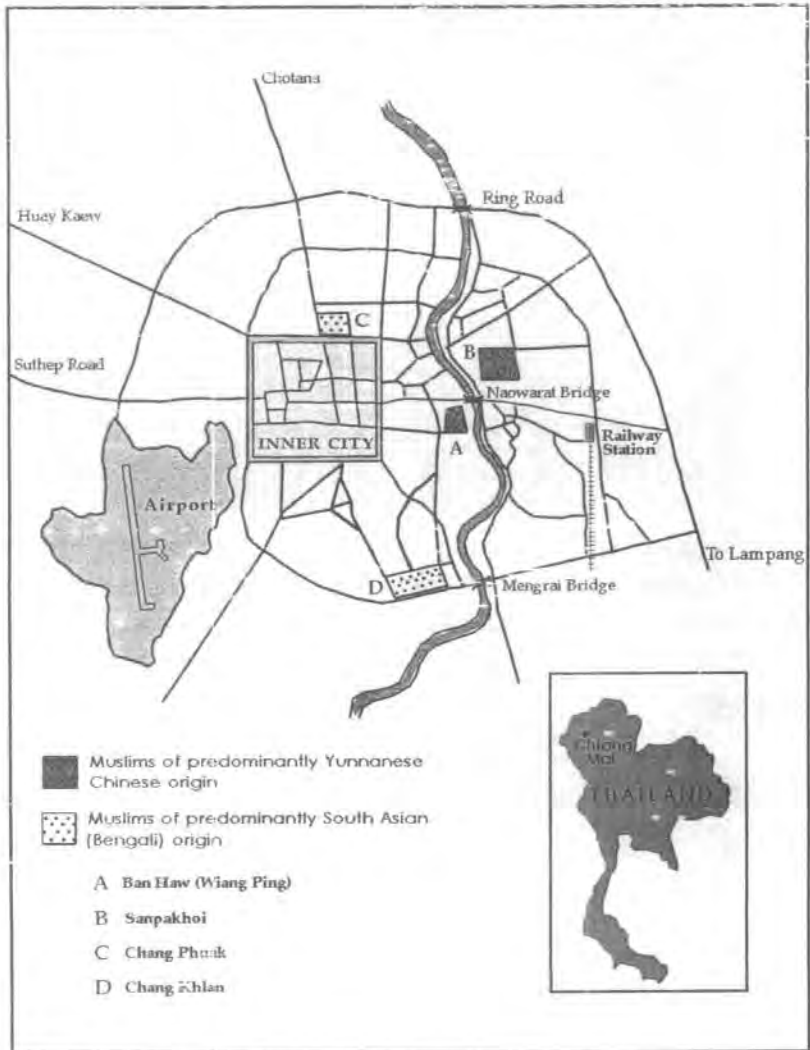 Chotana
Ring Road
Huey Kaew
C
Suthep Road
B
Naowarat Bridge
INNER CITY
A
Railway
Station
Airport
To Lampang
D
Mengrai Bridge
Chiang
Mai
THAILAND
Muslims of predominantly Yunnanese
Chinese origin
Muslims of predominantly South Asian
(Bengali) origin
A Ban Haw (Wiang Ping)
B Sanpakhoi
C Chang Phuak
D Chang Khlan